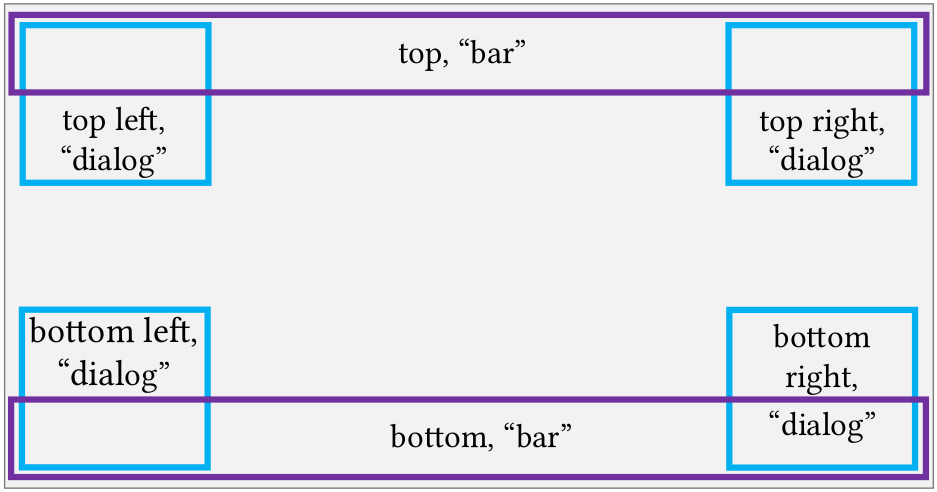 top, “bar”
top left,
“dialog”
top right,
“dialog”
bottom left,
“dialog”
bottom
right,
“dialog”
bottom, “bar”